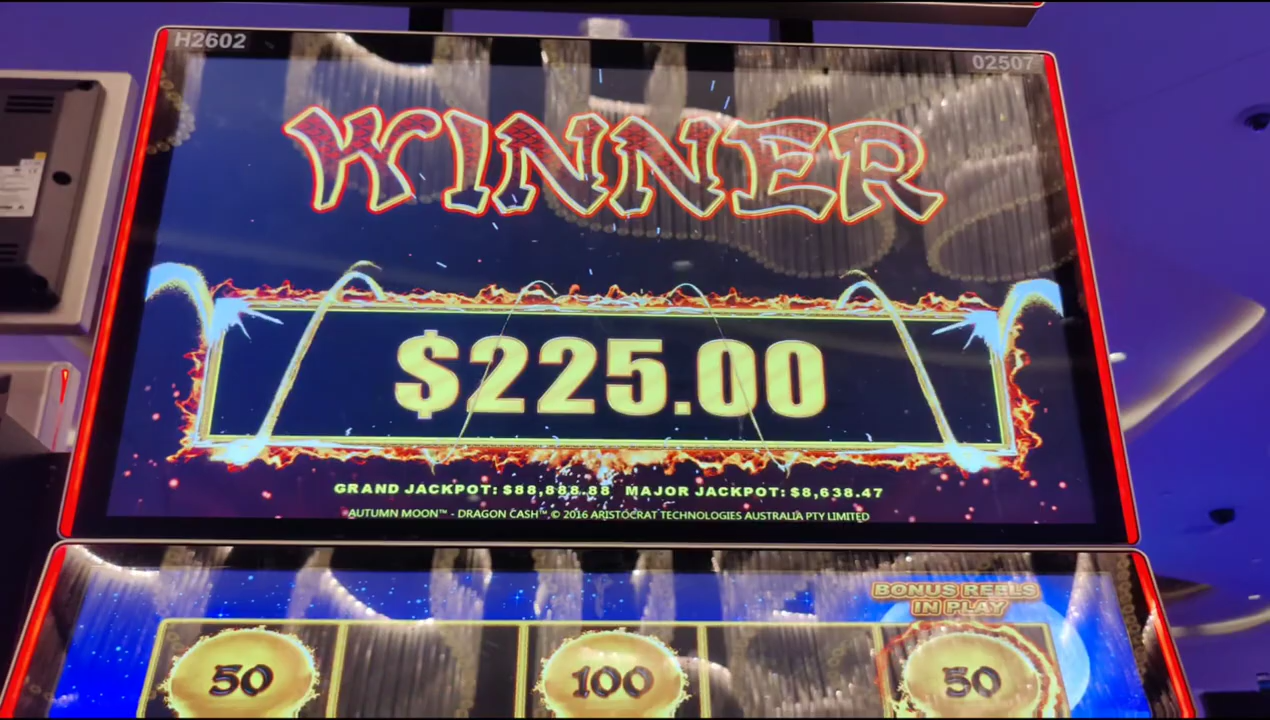 H2602
02507
WINNER
$225.00
GRAND JACKPOT: $88,888.88 MAJOR JACKPOT: $8,638.47
AUTUMN MOON™ - DRAGON CASH™, © 2016 ARISTOCRAT TECHNOLOGIES AUSTRALIA PTY LIMITED
BONUS REELS
IN PLAY
50
100
50